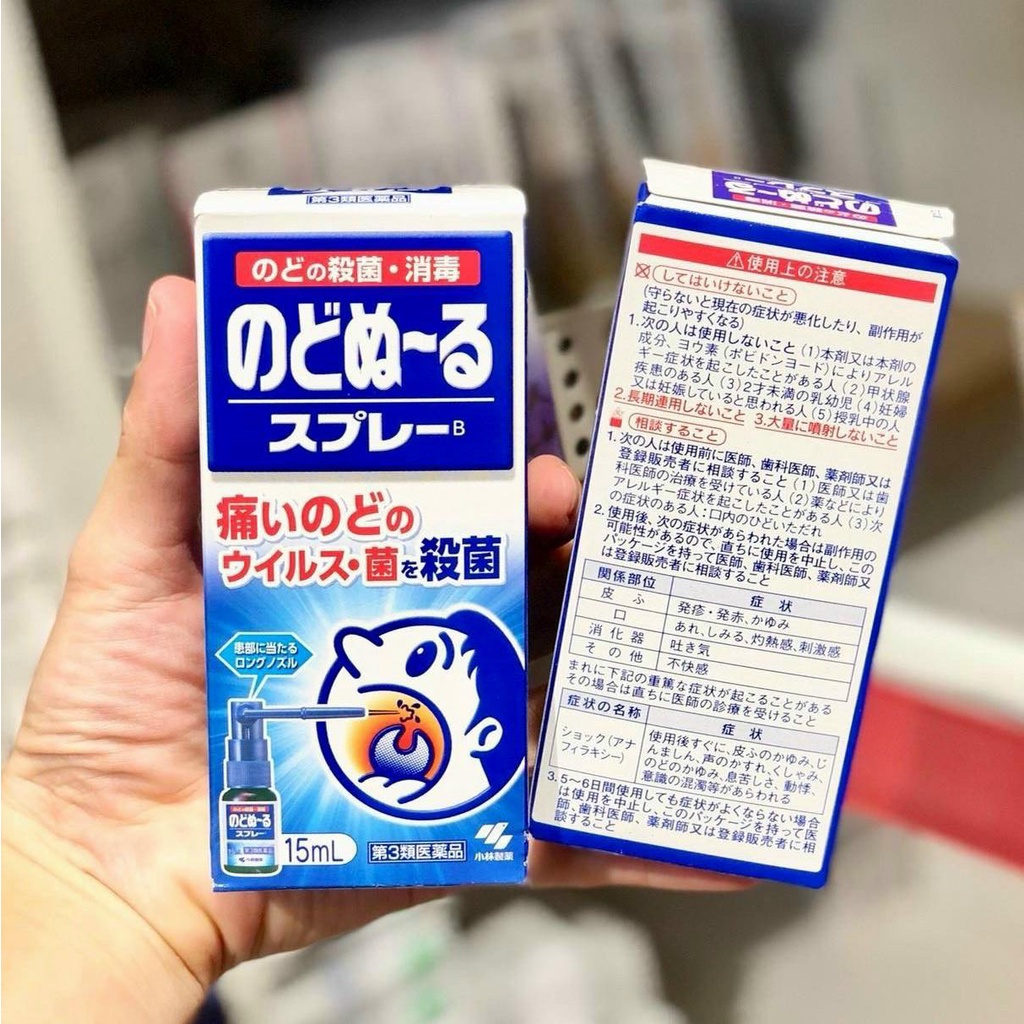 第3類医薬品
のどの殺菌・消毒
のどぬ～る
スプレーB
痛いのどの
ウイルス・菌を殺菌
患部に当たる
ロングノズル
のどの殺菌・消毒
のどぬ～る
スプレー
第3類医薬品
15mL
第3類医薬品
小林製薬
⚠使用上の注意
してはいけないこと
(守らないと現在の症状が悪化したり、副作用が
起こりやすくなる)
1.次の人は使用しないこと (1)本剤又は本剤の
成分、ヨウ素(ポビドンヨード)によりアレル
ギー症状を起こしたことがある人 (2)甲状腺
疾患のある人 (3)2才未満の乳幼児 (4)妊婦
又は妊娠していると思われる人 (5)授乳中の人
2.長期連用しないこと 3.大量に噴射しないこと
相談すること
1.次の人は使用前に医師、歯科医師、薬剤師又は
登録販売者に相談すること (1)医師又は歯
科医師の治療を受けている人 (2)薬などにより
アレルギー症状を起こしたことがある人 (3)次
の症状のある人:口内のひどいただれ
2.使用後、次の症状があらわれた場合は副作用の
可能性があるので、直ちに使用を中止し、この
パッケージを持って医師、歯科医師、薬剤師又
は登録販売者に相談すること
関係部位 症状
皮ふ 発疹・発赤、かゆみ
口 あれ、しみる、灼熱感、刺激感
消化器 吐き気
その他 不快感
まれに下記の重篤な症状が起こることがある
その場合は直ちに医師の診療を受けること
症状の名称 症状
ショック(アナ
フィラキシー)
使用後すぐに、皮ふのかゆみ、じ
んましん、声のかすれ、くしゃみ、
のどのかゆみ、息苦しさ、動悸、
意識の混濁等があらわれる
3.5～6日間使用しても症状がよくならない場合
は使用を中止し、このパッケージを持って医
師、歯科医師、薬剤師又は登録販売者に相
談すること